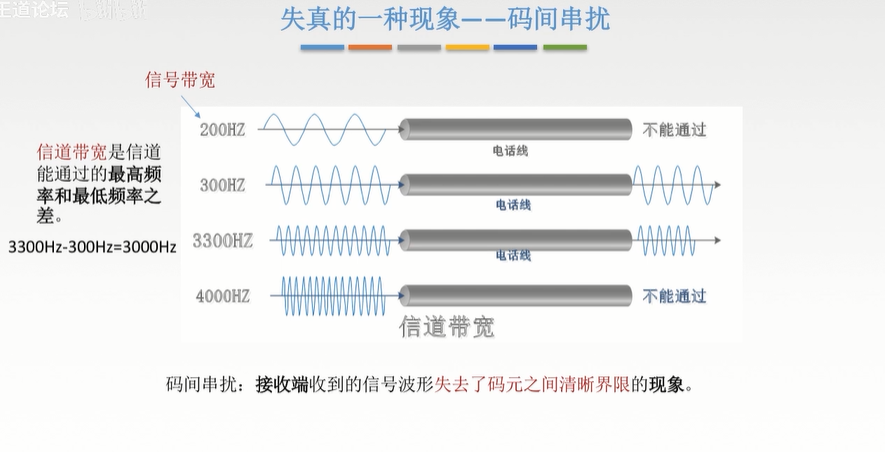 王道论坛
失真的一种现象——码间串扰
信号带宽
信道带宽是信道
能通过的最高频
率和最低频率之
差。
3300Hz-300Hz=3000Hz
200HZ
电话线
不能通过
300HZ
电话线
3300HZ
电话线
4000HZ
不能通过
信道带宽
码间串扰：接收端收到的信号波形失去了码元之间清晰界限的现象。